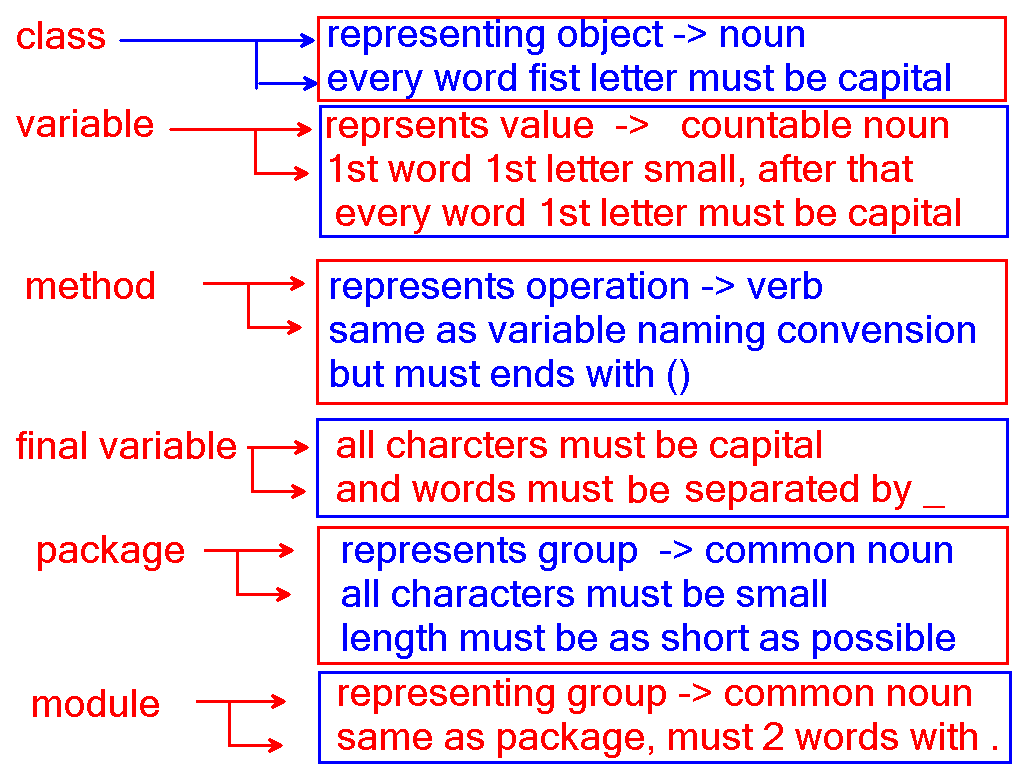 class
representing object -> noun
every word fist letter must be capital
variable
reprsents value -> countable noun
1st word 1st letter small, after that
every word 1st letter must be capital
method
represents operation -> verb
same as variable naming convension
but must ends with ()
final variable
all charcters must be capital
and words must be separated by _
package
represents group -> common noun
all characters must be small
length must be as short as possible
module
representing group -> common noun
same as package, must 2 words with .